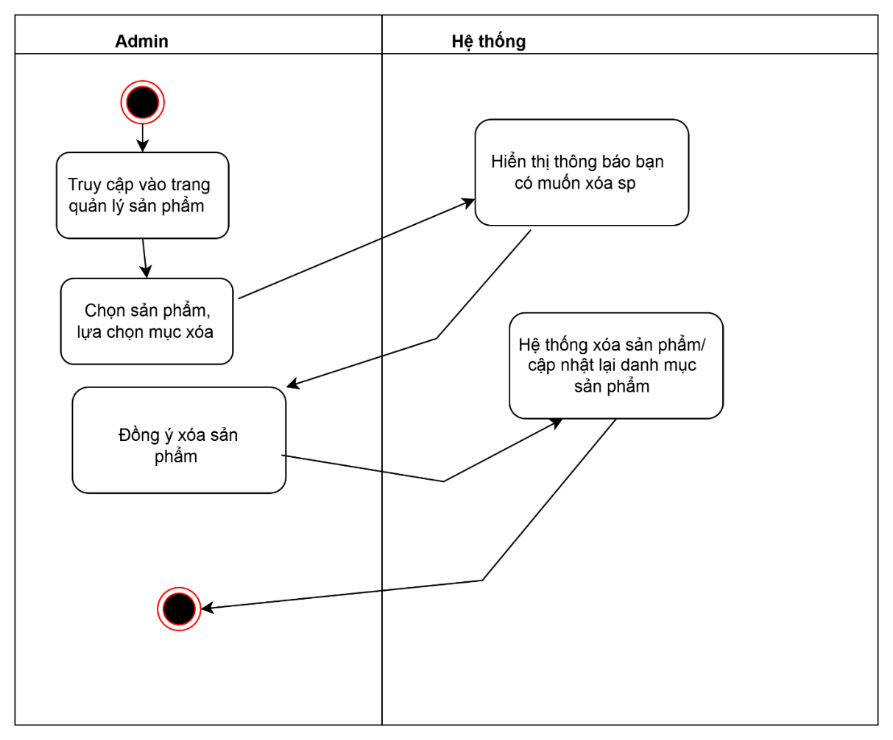 Admin
Hệ thống
Truy cập vào trang
quản lý sản phẩm
Chọn sản phẩm,
lựa chọn mục xóa
Hiển thị thông báo bạn
có muốn xóa sp
Đồng ý xóa sản
phẩm
Hệ thống xóa sản phẩm/
cập nhật lại danh mục
sản phẩm